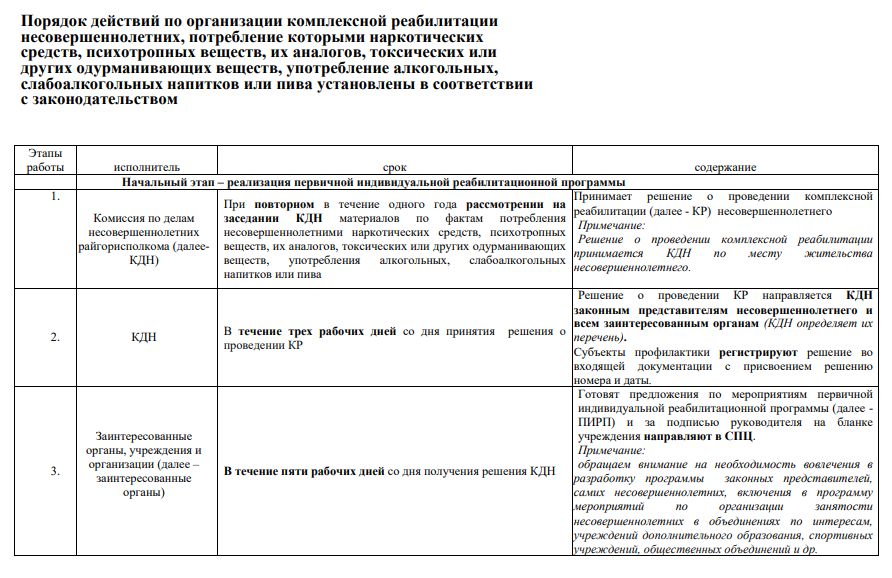 Порядок действий по организации комплексной реабилитации
несовершеннолетних, потребление которыми наркотических
средств, психотропных веществ, их аналогов, токсических или
других одурманивающих веществ, употребление алкогольных,
слабоалкогольных напитков или пива установлены в соответствии
с законодательством
Этапы
работы
исполнитель
срок
содержание
Начальный этап – реализация первичной индивидуальной реабилитационной программы
1.
Комиссия по делам
несовершеннолетних
райгорисполкома (далее-
КДН)
При повторном в течение одного года рассмотрении на
заседании КДН материалов по фактам потребления
несовершеннолетними наркотических средств, психотропных
веществ, их аналогов, токсических или других одурманивающих
веществ, употребления алкогольных, слабоалкогольных
напитков или пива
Принимает решение о проведении комплексной
реабилитации (далее - КР) несовершеннолетнего
Примечание:
Решение о проведении комплексной реабилитации
принимается КДН по месту жительства
несовершеннолетнего.
2.
КДН
В течение трех рабочих дней со дня принятия решения о
проведении КР
Решение о проведении КР направляется КДН
законным представителям несовершеннолетнего и
всем заинтересованным органам (КДН определяет их
перечень).
Субъекты профилактики регистрируют решение во
входящей документации с присвоением решению
номера и даты.
3.
Заинтересованные
органы, учреждения и
организации (далее –
заинтересованные
органы)
В течение пяти рабочих дней со дня получения решения КДН
Готовят предложения по мероприятиям первичной
индивидуальной реабилитационной программы (далее -
ПИРП) и за подписью руководителя на бланке
учреждения направляют в СПЦ.
Примечание:
обращаем внимание на необходимость вовлечения в
разработку программы законных представителей,
самих несовершеннолетних, включения в программу
мероприятий по организации занятости
несовершеннолетних в объединениях по интересам,
учреждений дополнительного образования, спортивных
учреждений, общественных объединений и др.